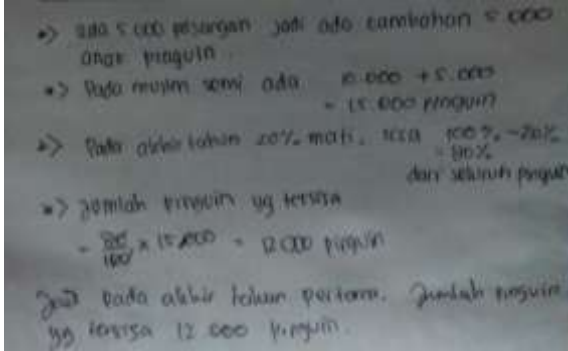 •> ada 5.000 pasangan jadi ada tambahan 5.000
anak pinguin.
•> Pada musim semi ada 10.000 + 5.000
= 15.000 pinguin
•> Pada akhir tahun 20% mati, sisa 100% - 20%
= 80%
dari seluruh pinguin
•> Jumlah pinguin yg tersisa
= 80/100 x 15.000 = 12.000 pinguin
Jadi pada akhir tahun pertama, jumlah pinguin
yg tersisa 12.000 pinguin.